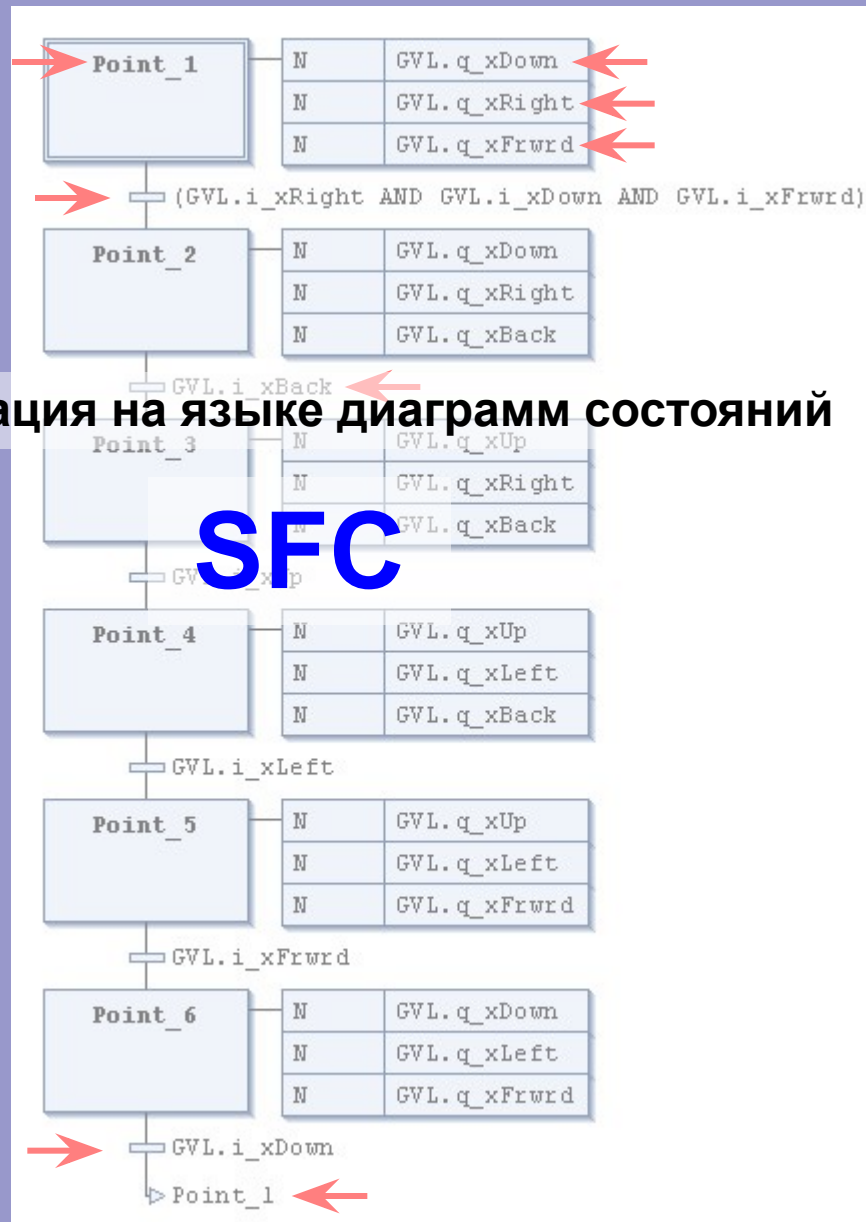 Point_1 N GVL.q_xDown
N GVL.q_xRight
N GVL.q_xFrwrd
(GVL.i_xRight AND GVL.i_xDown AND GVL.i_xFrwrd)
Point_2 N GVL.q_xDown
N GVL.q_xRight
N GVL.q_xBack
GVL.i_xBack
ация на языке диаграмм состояний
Point_3 N GVL.q_xUp
N GVL.q_xRight
SFC
N GVL.q_xBack
GVL.i_xUp
Point_4 N GVL.q_xUp
N GVL.q_xLeft
N GVL.q_xBack
GVL.i_xLeft
Point_5 N GVL.q_xUp
N GVL.q_xLeft
N GVL.q_xFrwrd
GVL.i_xFrwrd
Point_6 N GVL.q_xDown
N GVL.q_xLeft
N GVL.q_xFrwrd
GVL.i_xDown
Point_1